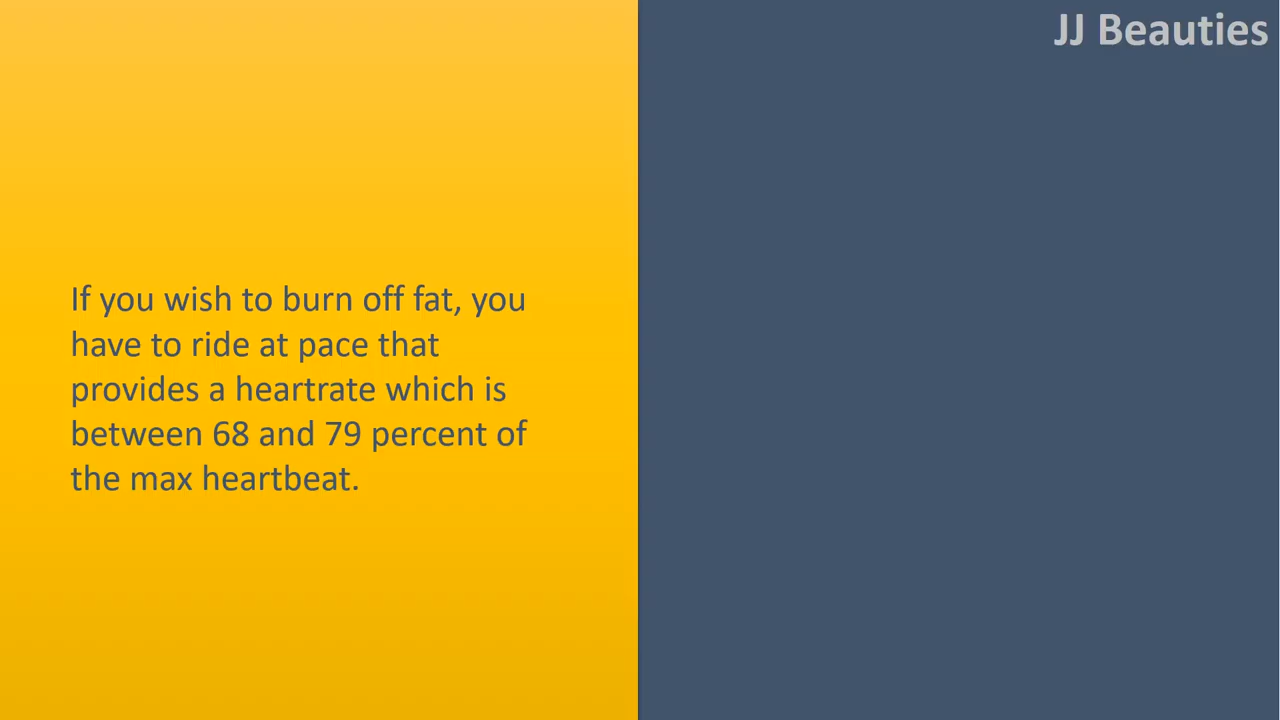 JJ Beauties
If you wish to burn off fat, you
have to ride at pace that
provides a heartrate which is
between 68 and 79 percent of
the max heartbeat.